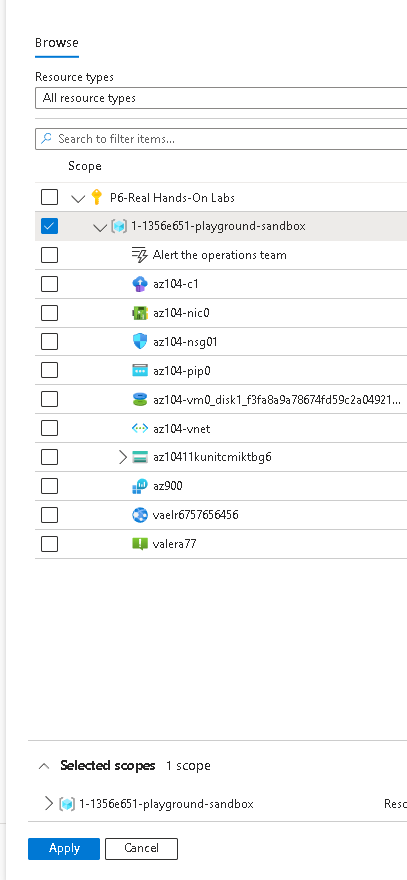 Browse
Resource types
All resource types
Search to filter items...
Scope
P6-Real Hands-On Labs
1-1356e651-playground-sandbox
Alert the operations team
az104-c1
az104-nic0
az104-nsg01
az104-pip0
az104-vm0_disk1_f3fa8a9a78674fd59c2a04921...
az104-vnet
az10411kunitcmiktbg6
az900
vaelr6757656456
valera77
Selected scopes 1 scope
1-1356e651-playground-sandbox Reso
Apply Cancel